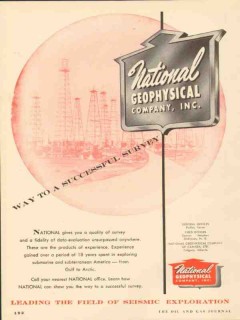 National
GEOPHYSICAL
COMPANY, INC.
WAY TO A SUCCESSFUL SURVEY
NATIONAL gives you a quality of survey
and a fidelity of data-evaluation unsurpassed anywhere.
These are the products of experience. Experience
gained over a period of 18 years spent in exploring
submarine and subterranean America — from
Gulf to Arctic.
Call your nearest NATIONAL office. Learn how
NATIONAL can show you the way to a successful survey.
National
GEOPHYSICAL
COMPANY, INC.
LEADING THE FIELD OF SEISMIC EXPLORATION
THE OIL AND GAS JOURNAL